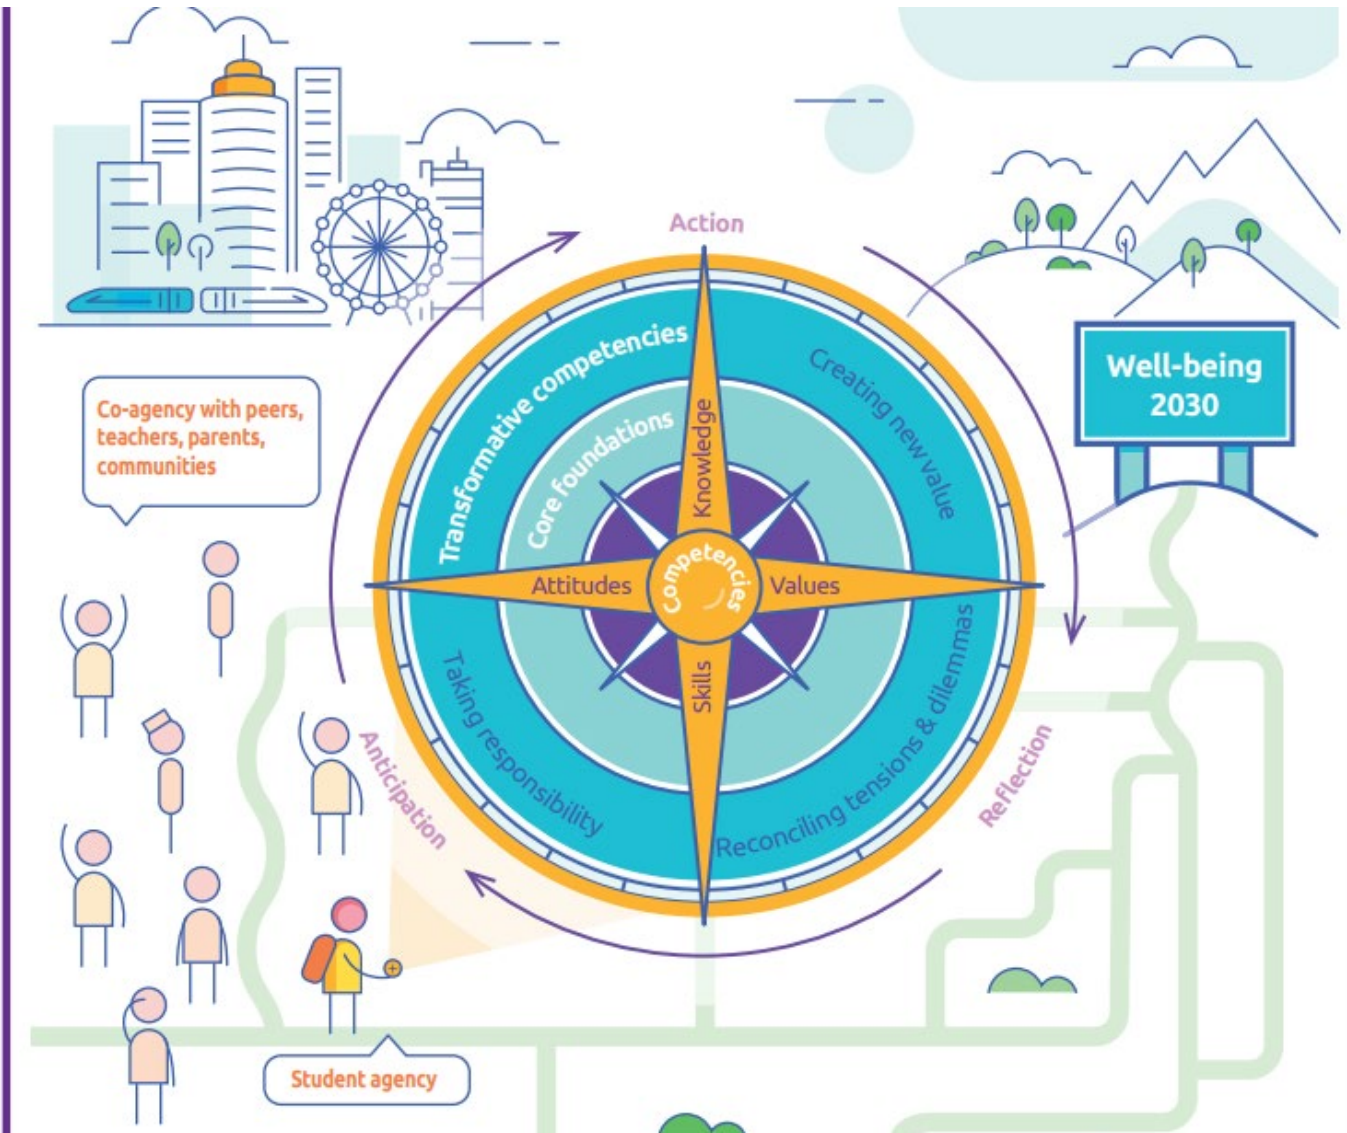 Action
Transformative competencies
Creating new value
Well-being
2030
Co-agency with peers,
teachers, parents,
communities
Core foundations
Knowledge
Competencies
Attitudes
Values
Skills
Taking responsibility
Reconciling tensions & dilemmas
Anticipation
Reflection
Student agency